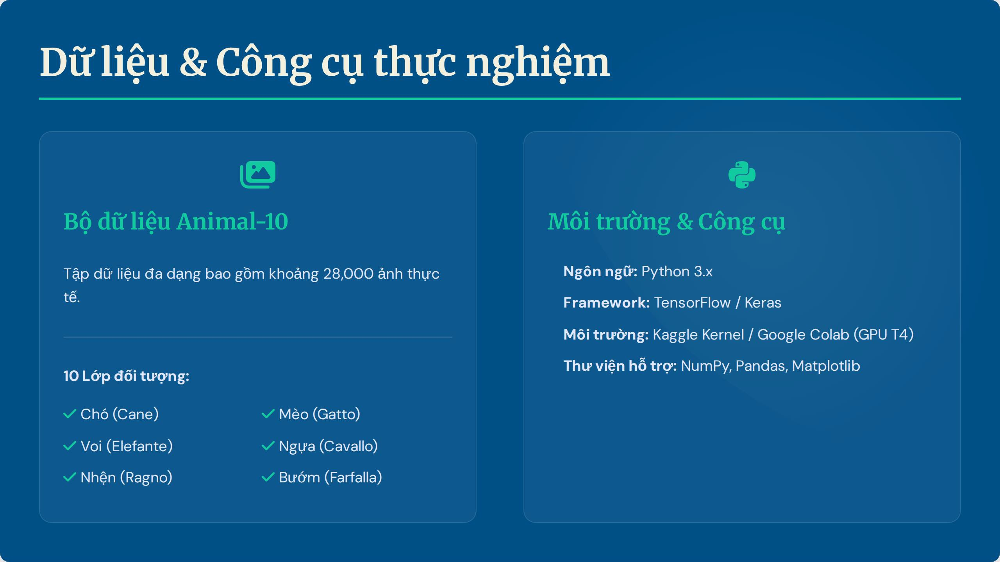 Dữ liệu & Công cụ thực nghiệm
Bộ dữ liệu Animal-10
Tập dữ liệu đa dạng bao gồm khoảng 28,000 ảnh thực
tế.
10 Lớp đối tượng:
Chó (Cane)
Mèo (Gatto)
Voi (Elefante)
Ngựa (Cavallo)
Nhện (Ragno)
Bướm (Farfalla)
Môi trường & Công cụ
Ngôn ngữ: Python 3.x
Framework: TensorFlow / Keras
Môi trường: Kaggle Kernel / Google Colab (GPU T4)
Thư viện hỗ trợ: NumPy, Pandas, Matplotlib